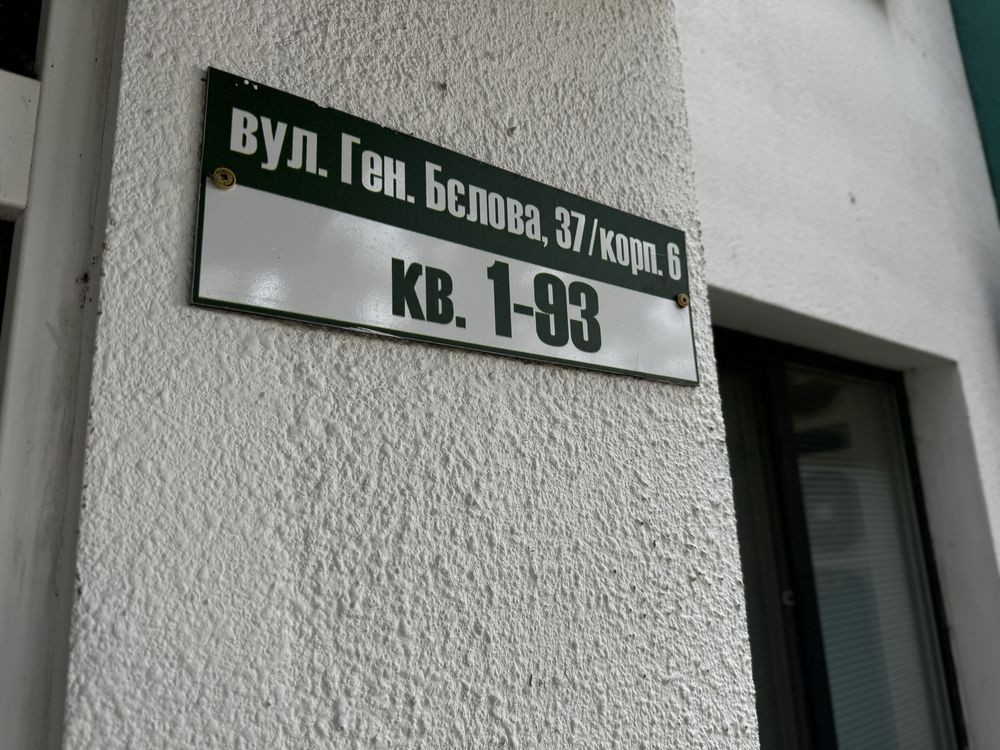 вул. Ген. Бєлова, 37/корп. 6
кв. 1-93